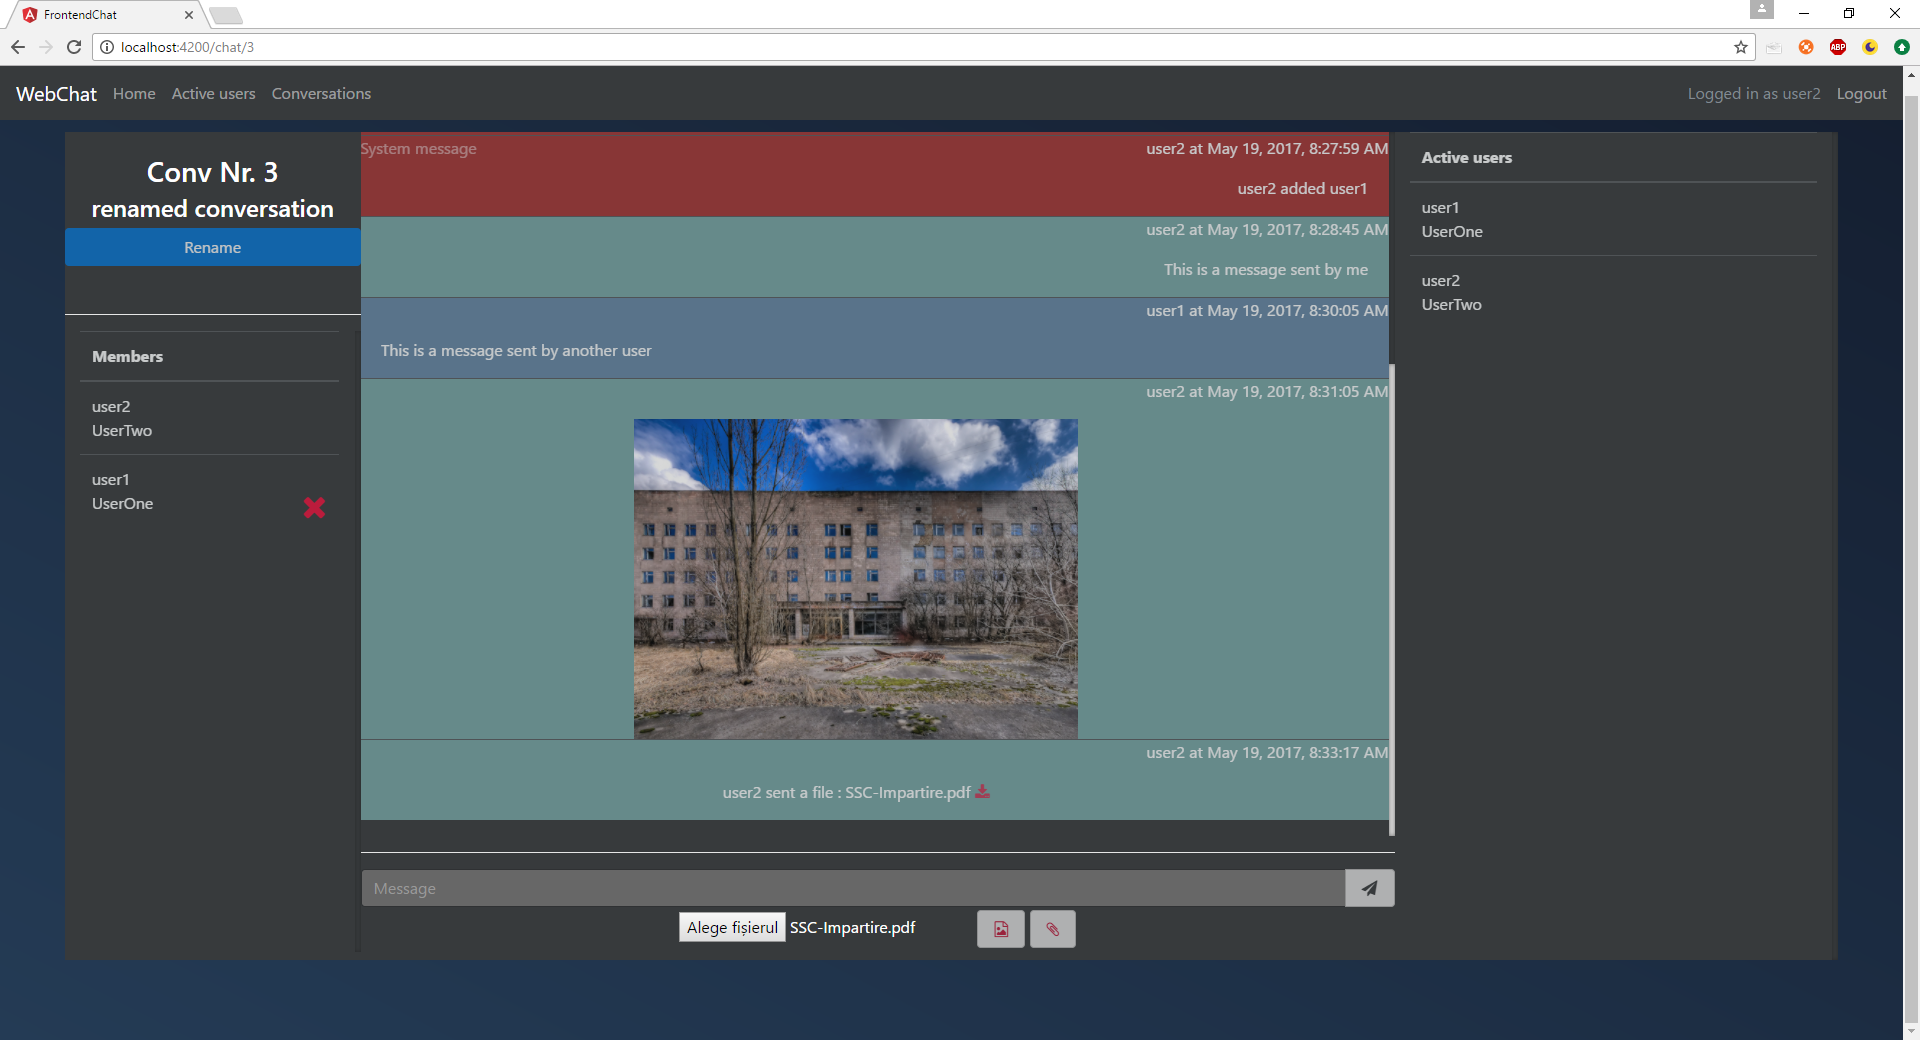 FrontendChat
localhost:4200/chat/3
ABP
WebChat Home Active users Conversations Logged in as user2 Logout
Conv Nr. 3
renamed conversation
Rename
Members
user2
UserTwo
user1
UserOne
System message user2 at May 19, 2017, 8:27:59 AM
user2 added user1
user2 at May 19, 2017, 8:28:45 AM
This is a message sent by me
user1 at May 19, 2017, 8:30:05 AM
This is a message sent by another user
user2 at May 19, 2017, 8:31:05 AM
user2 at May 19, 2017, 8:33:17 AM
user2 sent a file : SSC-Impartire.pdf
Message
Alege fișierul SSC-Impartire.pdf
Active users
user1
UserOne
user2
UserTwo